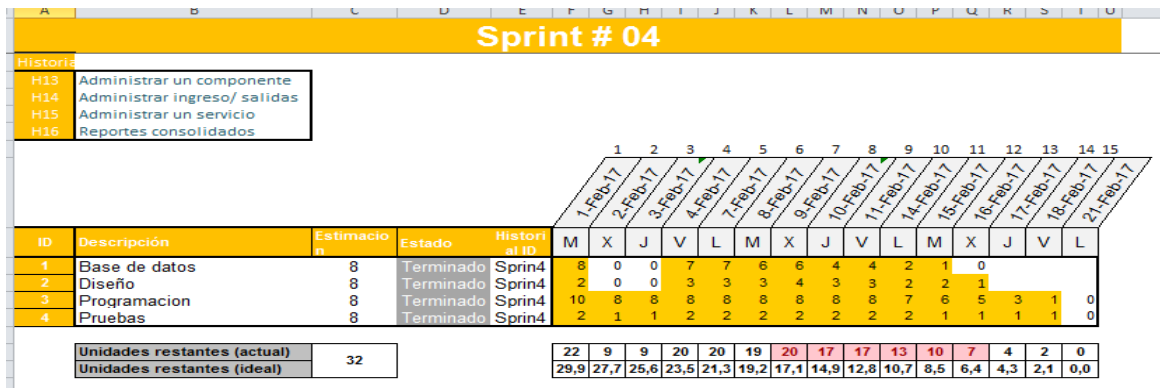 A B C D E F G H I J K L M N O P Q R S T U
Sprint # 04
Historia
H13 Administrar un componente
H14 Administrar ingreso/ salidas
H15 Administrar un servicio
H16 Reportes consolidados
1 2 3 4 5 6 7 8 9 10 11 12 13 14 15
1-Feb-17 2-Feb-17 3-Feb-17 4-Feb-17 7-Feb-17 8-Feb-17 9-Feb-17 10-Feb-17 11-Feb-17 14-Feb-17 15-Feb-17 16-Feb-17 17-Feb-17 18-Feb-17 21-Feb-17
ID Descripción Estimacio n Estado Histori al ID M X J V L M X J V L M X J V L
1 Base de datos 8 Terminado Sprin4 8 0 0 7 7 6 6 4 4 2 1 0
2 Diseño 8 Terminado Sprin4 2 0 0 3 3 3 4 3 3 2 2 1
3 Programacion 8 Terminado Sprin4 10 8 8 8 8 8 8 8 8 7 6 5 3 1 0
4 Pruebas 8 Terminado Sprin4 2 1 1 2 2 2 2 2 2 2 1 1 1 1 0
Unidades restantes (actual) 32 22 9 9 20 20 19 20 17 17 13 10 7 4 2 0
Unidades restantes (ideal) 29,9 27,7 25,6 23,5 21,3 19,2 17,1 14,9 12,8 10,7 8,5 6,4 4,3 2,1 0,0